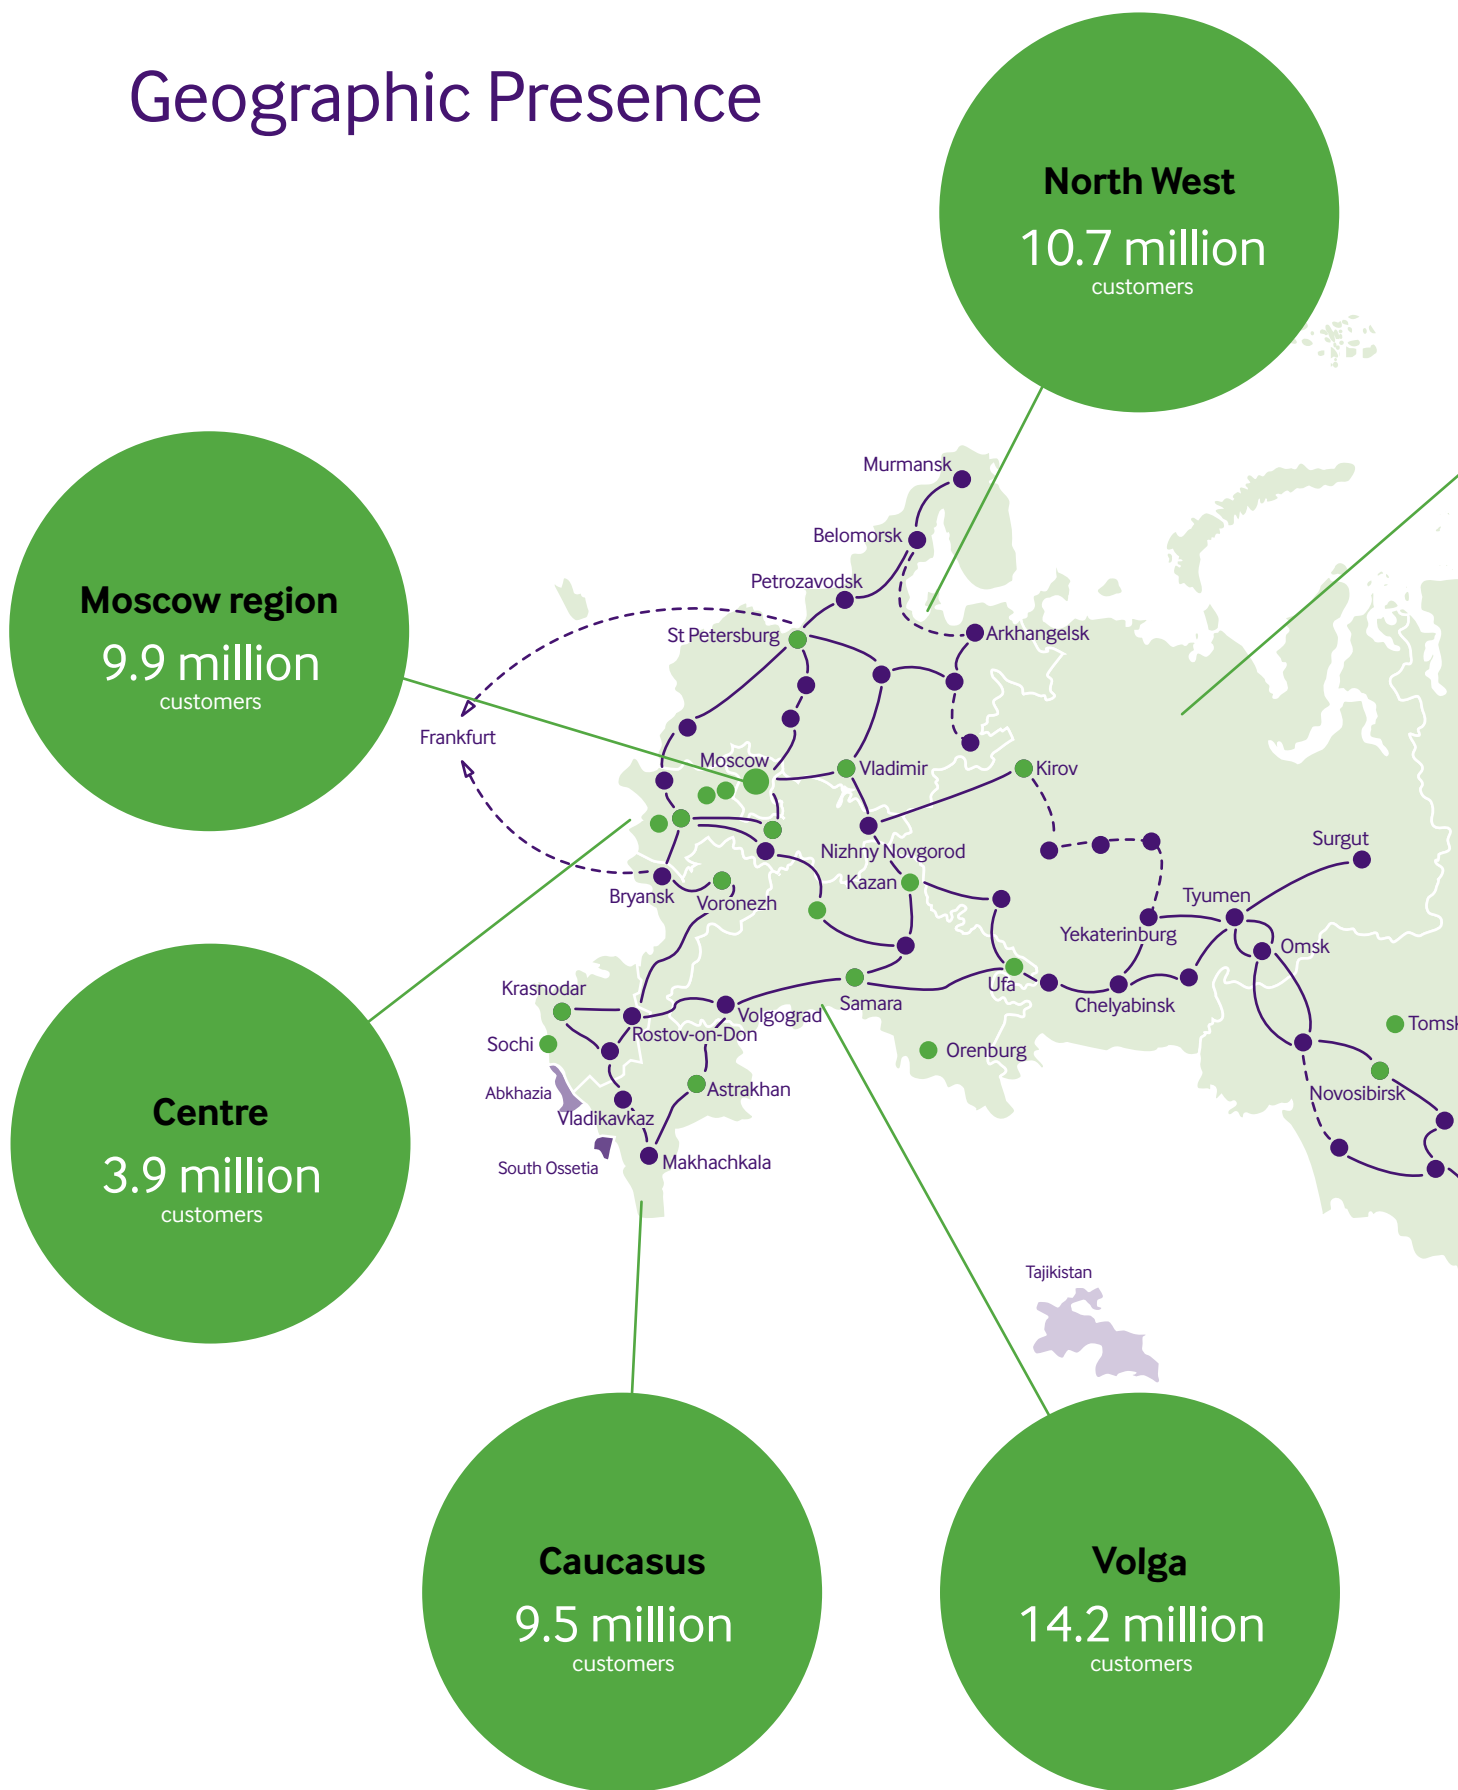 Geographic Presence
North West
10.7 million
customers
Moscow region
9.9 million
customers
Centre
3.9 million
customers
Caucasus
9.5 million
customers
Volga
14.2 million
customers
Murmansk
Belomorsk
Petrozavodsk
St Petersburg
Arkhangelsk
Frankfurt
Moscow
Vladimir
Kirov
Nizhny Novgorod
Surgut
Bryansk
Voronezh
Kazan
Tyumen
Yekaterinburg
Omsk
Krasnodar
Samara
Ufa
Chelyabinsk
Volgograd
Rostov-on-Don
Tomsk
Sochi
Orenburg
Abkhazia
Astrakhan
Novosibirsk
Vladikavkaz
South Ossetia
Makhachkala
Tajikistan